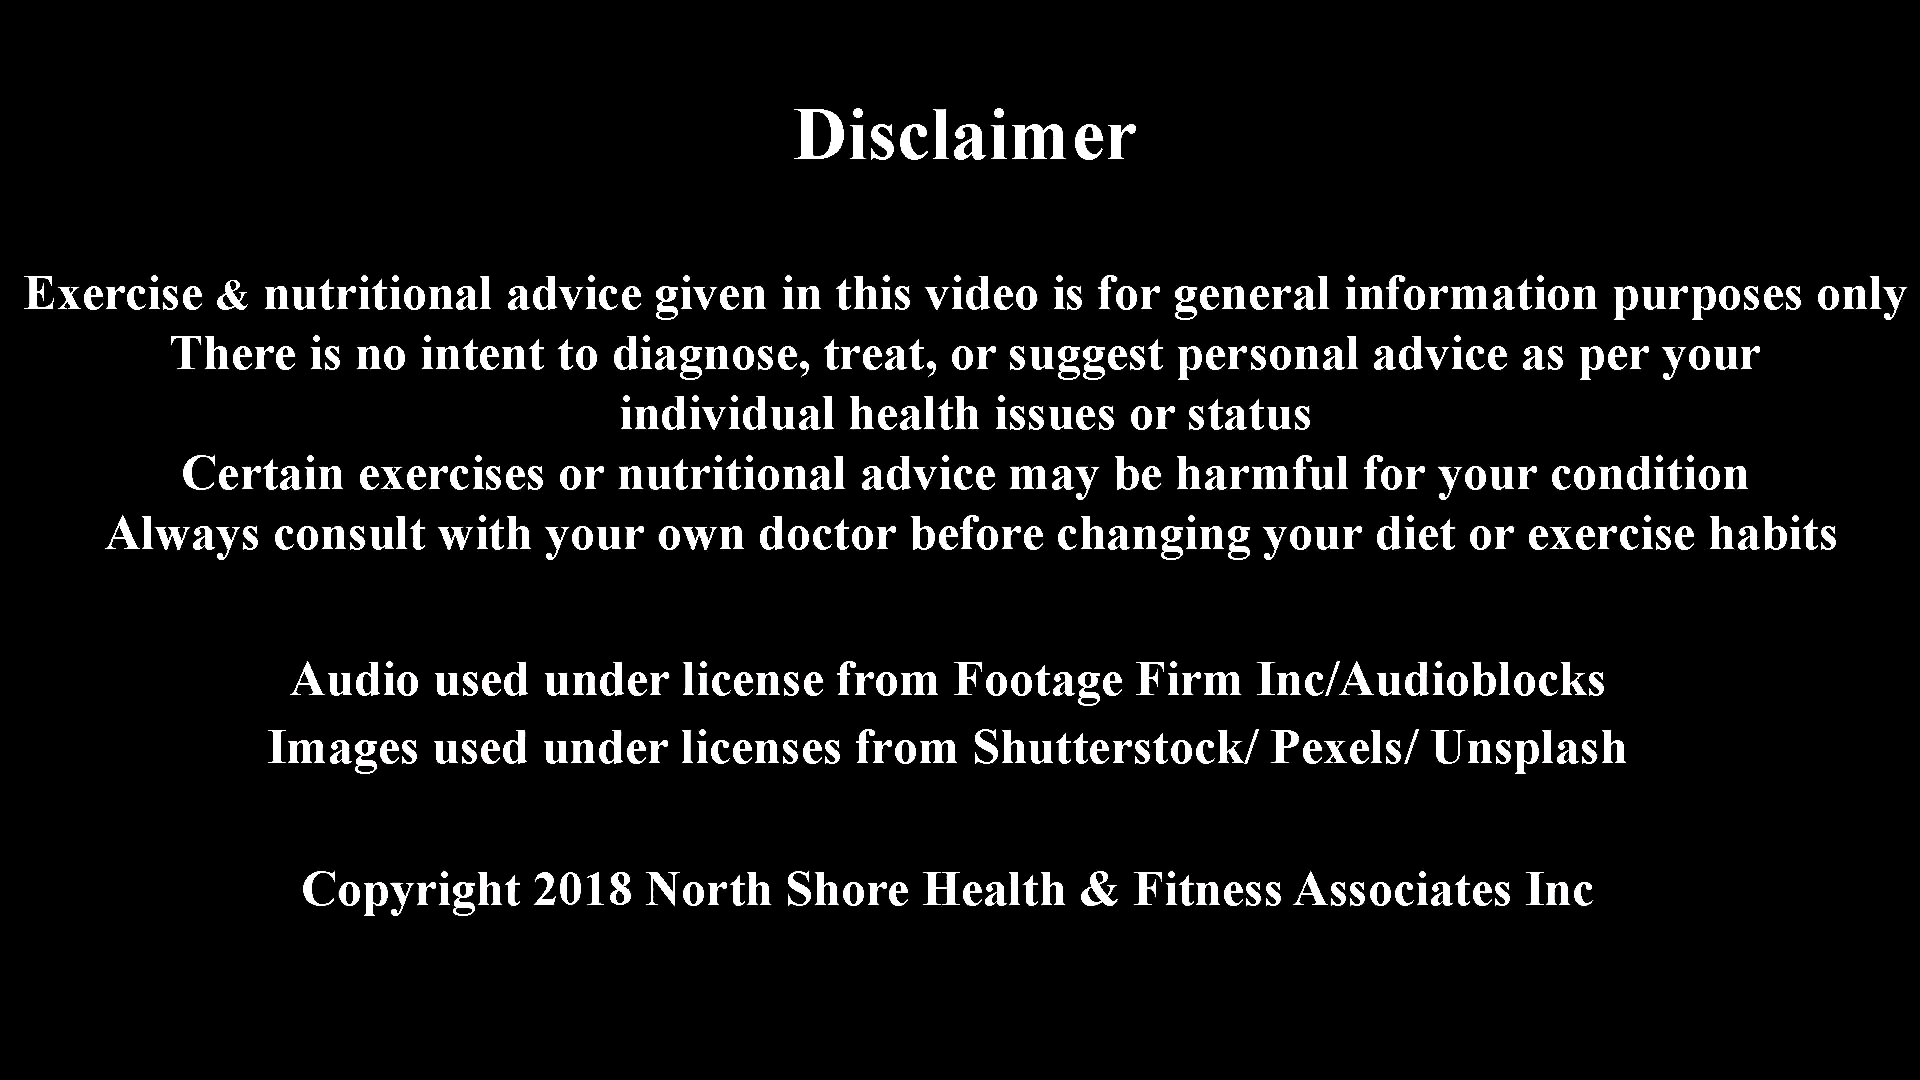 Disclaimer
Exercise & nutritional advice given in this video is for general information purposes only
There is no intent to diagnose, treat, or suggest personal advice as per your
individual health issues or status
Certain exercises or nutritional advice may be harmful for your condition
Always consult with your own doctor before changing your diet or exercise habits
Audio used under license from Footage Firm Inc/Audioblocks
Images used under licenses from Shutterstock/ Pexels/ Unsplash
Copyright 2018 North Shore Health & Fitness Associates Inc